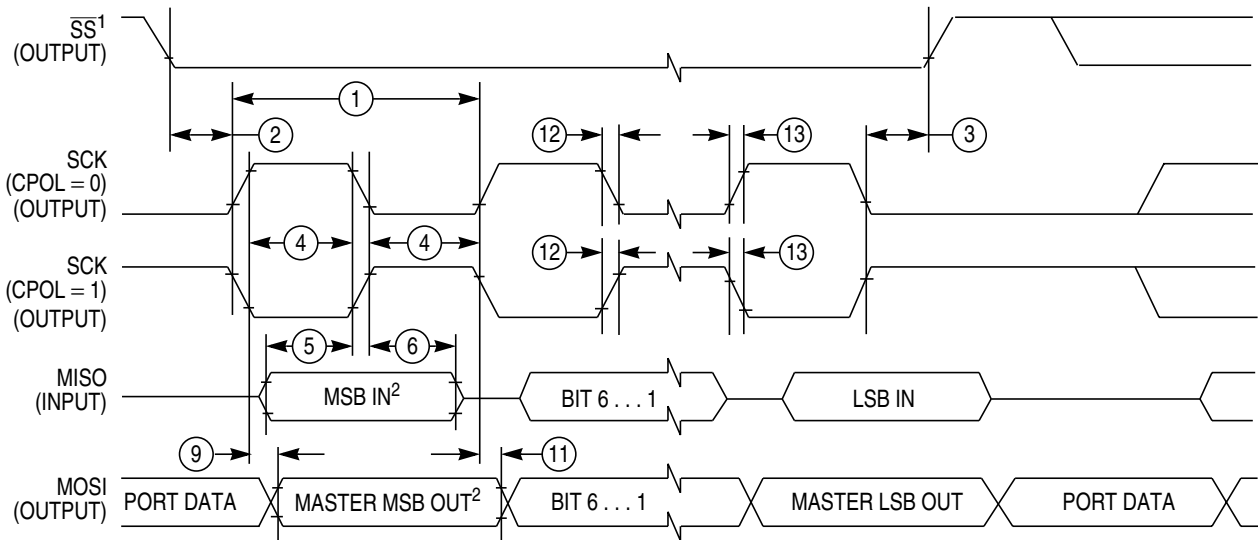 SS¹
(OUTPUT)
1
2
12
13
3
SCK
(CPOL = 0)
(OUTPUT)
4
4
12
13
SCK
(CPOL = 1)
(OUTPUT)
5
6
MISO
(INPUT)
MSB IN²
BIT 6 . . . 1
LSB IN
9
11
MOSI
(OUTPUT)
PORT DATA
MASTER MSB OUT²
BIT 6 . . . 1
MASTER LSB OUT
PORT DATA